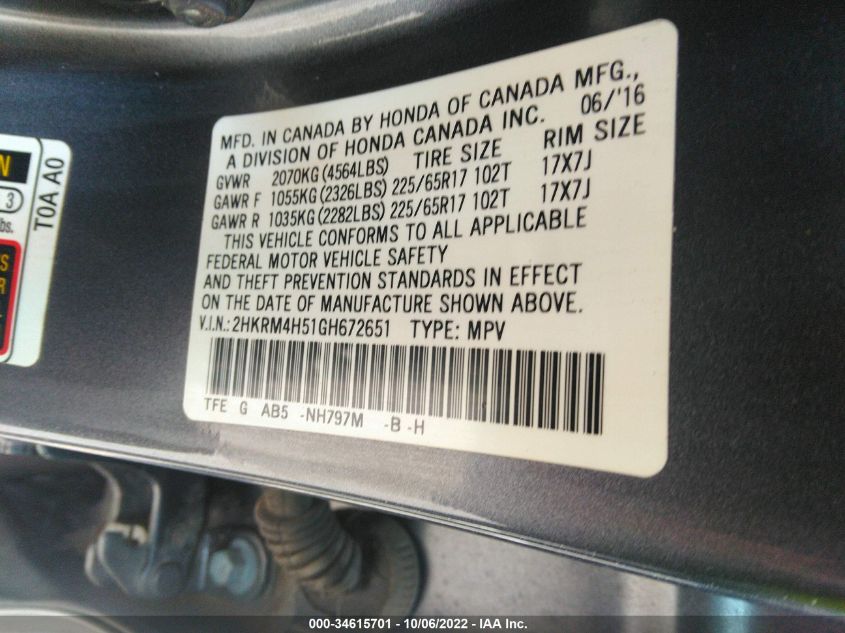 MFD. IN CANADA BY HONDA OF CANADA MFG.,
A DIVISION OF HONDA CANADA INC. 06/'16
GVWR 2070KG (4564LBS) TIRE SIZE RIM SIZE
GAWR F 1055KG (2326LBS) 225/65R17 102T 17X7J
GAWR R 1035KG (2282LBS) 225/65R17 102T 17X7J
THIS VEHICLE CONFORMS TO ALL APPLICABLE
FEDERAL MOTOR VEHICLE SAFETY
AND THEFT PREVENTION STANDARDS IN EFFECT
ON THE DATE OF MANUFACTURE SHOWN ABOVE.
V.I.N.: 2HKRM4H51GH672651 TYPE: MPV
TFE G AB5 -NH797M -B -H
N
3
bs.
S
R
T0A A0
000-34615701 - 10/06/2022 - IAA Inc.